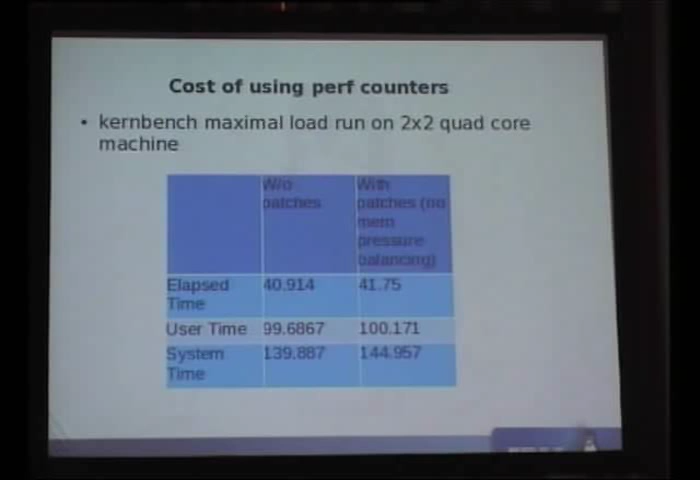 Cost of using perf counters
• kernbench maximal load run on 2x2 quad core
machine
W/o
patches
With
patches (no
mem
pressure
balancing)
Elapsed
Time
40.914
41.75
User Time
99.6867
100.171
System
Time
139.887
144.957